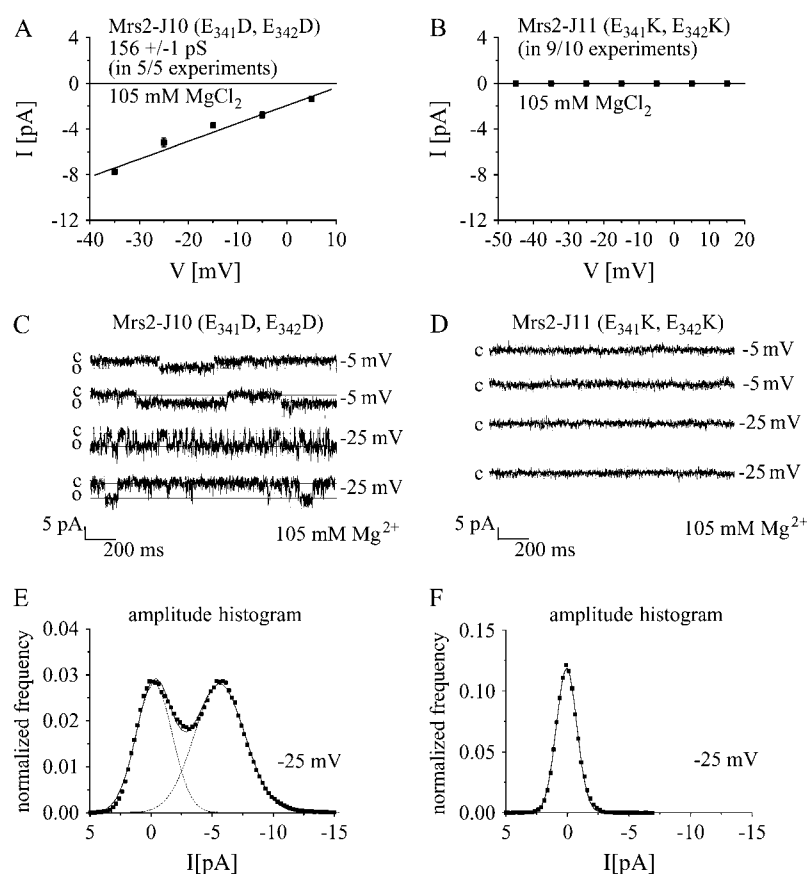 A
Mrs2-J10 (E341D, E342D)
156 +/-1 pS
(in 5/5 experiments)
105 mM MgCl2
4
0
-4
-8
-12
I [pA]
-40 -30 -20 -10 0 10
V [mV]
B
Mrs2-J11 (E341K, E342K)
(in 9/10 experiments)
105 mM MgCl2
4
0
-4
-8
-12
I [pA]
-50 -40 -30 -20 -10 0 10 20
V [mV]
C
Mrs2-J10 (E341D, E342D)
c
o
-5 mV
c
o
-5 mV
c
o
-25 mV
c
o
-25 mV
5 pA
200 ms
105 mM Mg2+
D
Mrs2-J11 (E341K, E342K)
c
-5 mV
c
-5 mV
c
-25 mV
c
-25 mV
5 pA
200 ms
105 mM Mg2+
E
amplitude histogram
normalized frequency
0.04
0.03
0.02
0.01
0.00
-25 mV
5 0 -5 -10 -15
I[pA]
F
amplitude histogram
normalized frequency
0.15
0.10
0.05
0.00
-25 mV
5 0 -5 -10 -15
I[pA]